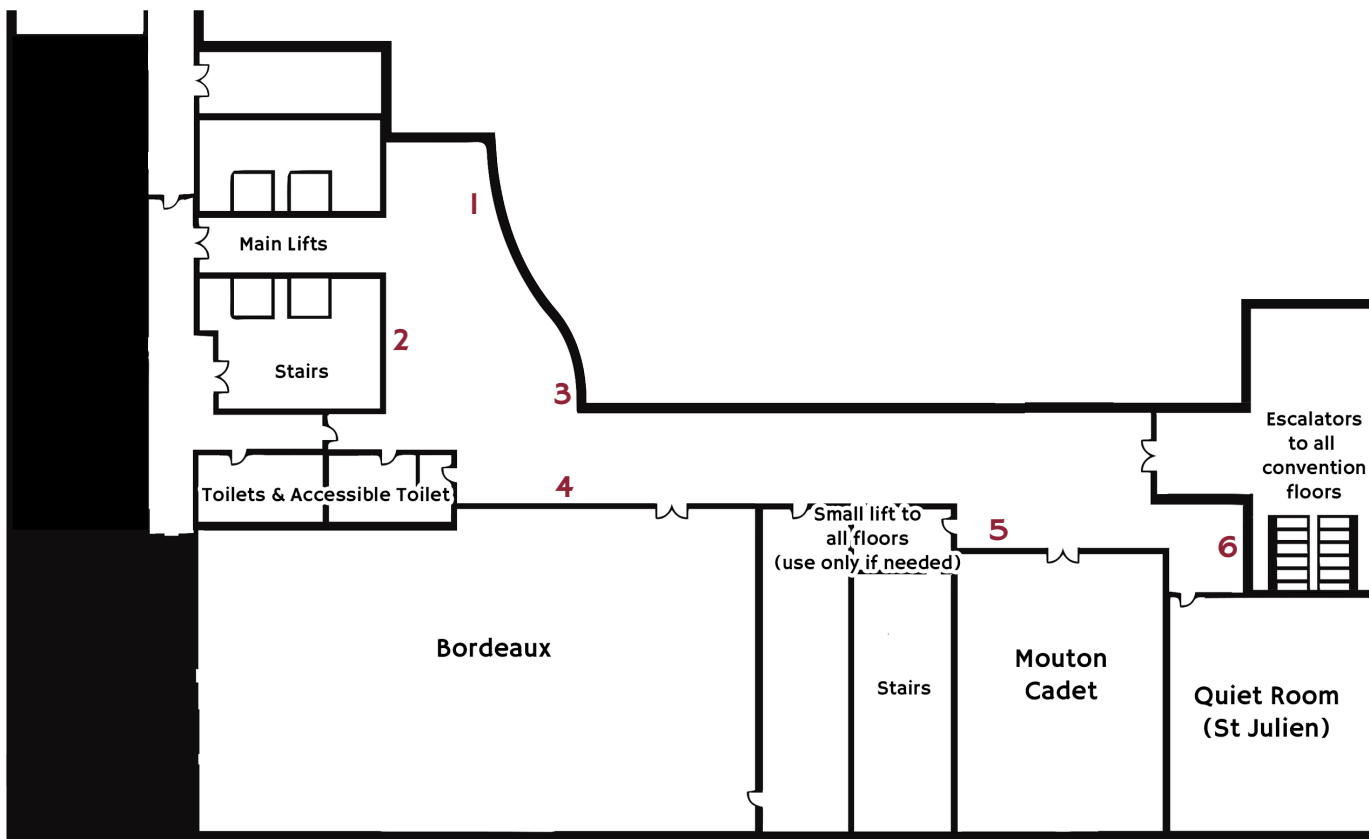 1
Main Lifts
2
Stairs
3
Escalators
to all
convention
floors
Toilets & Accessible Toilet
4
Small lift to
all floors
(use only if needed)
5
6
Bordeaux
Stairs
Mouton
Cadet
Quiet Room
(St Julien)